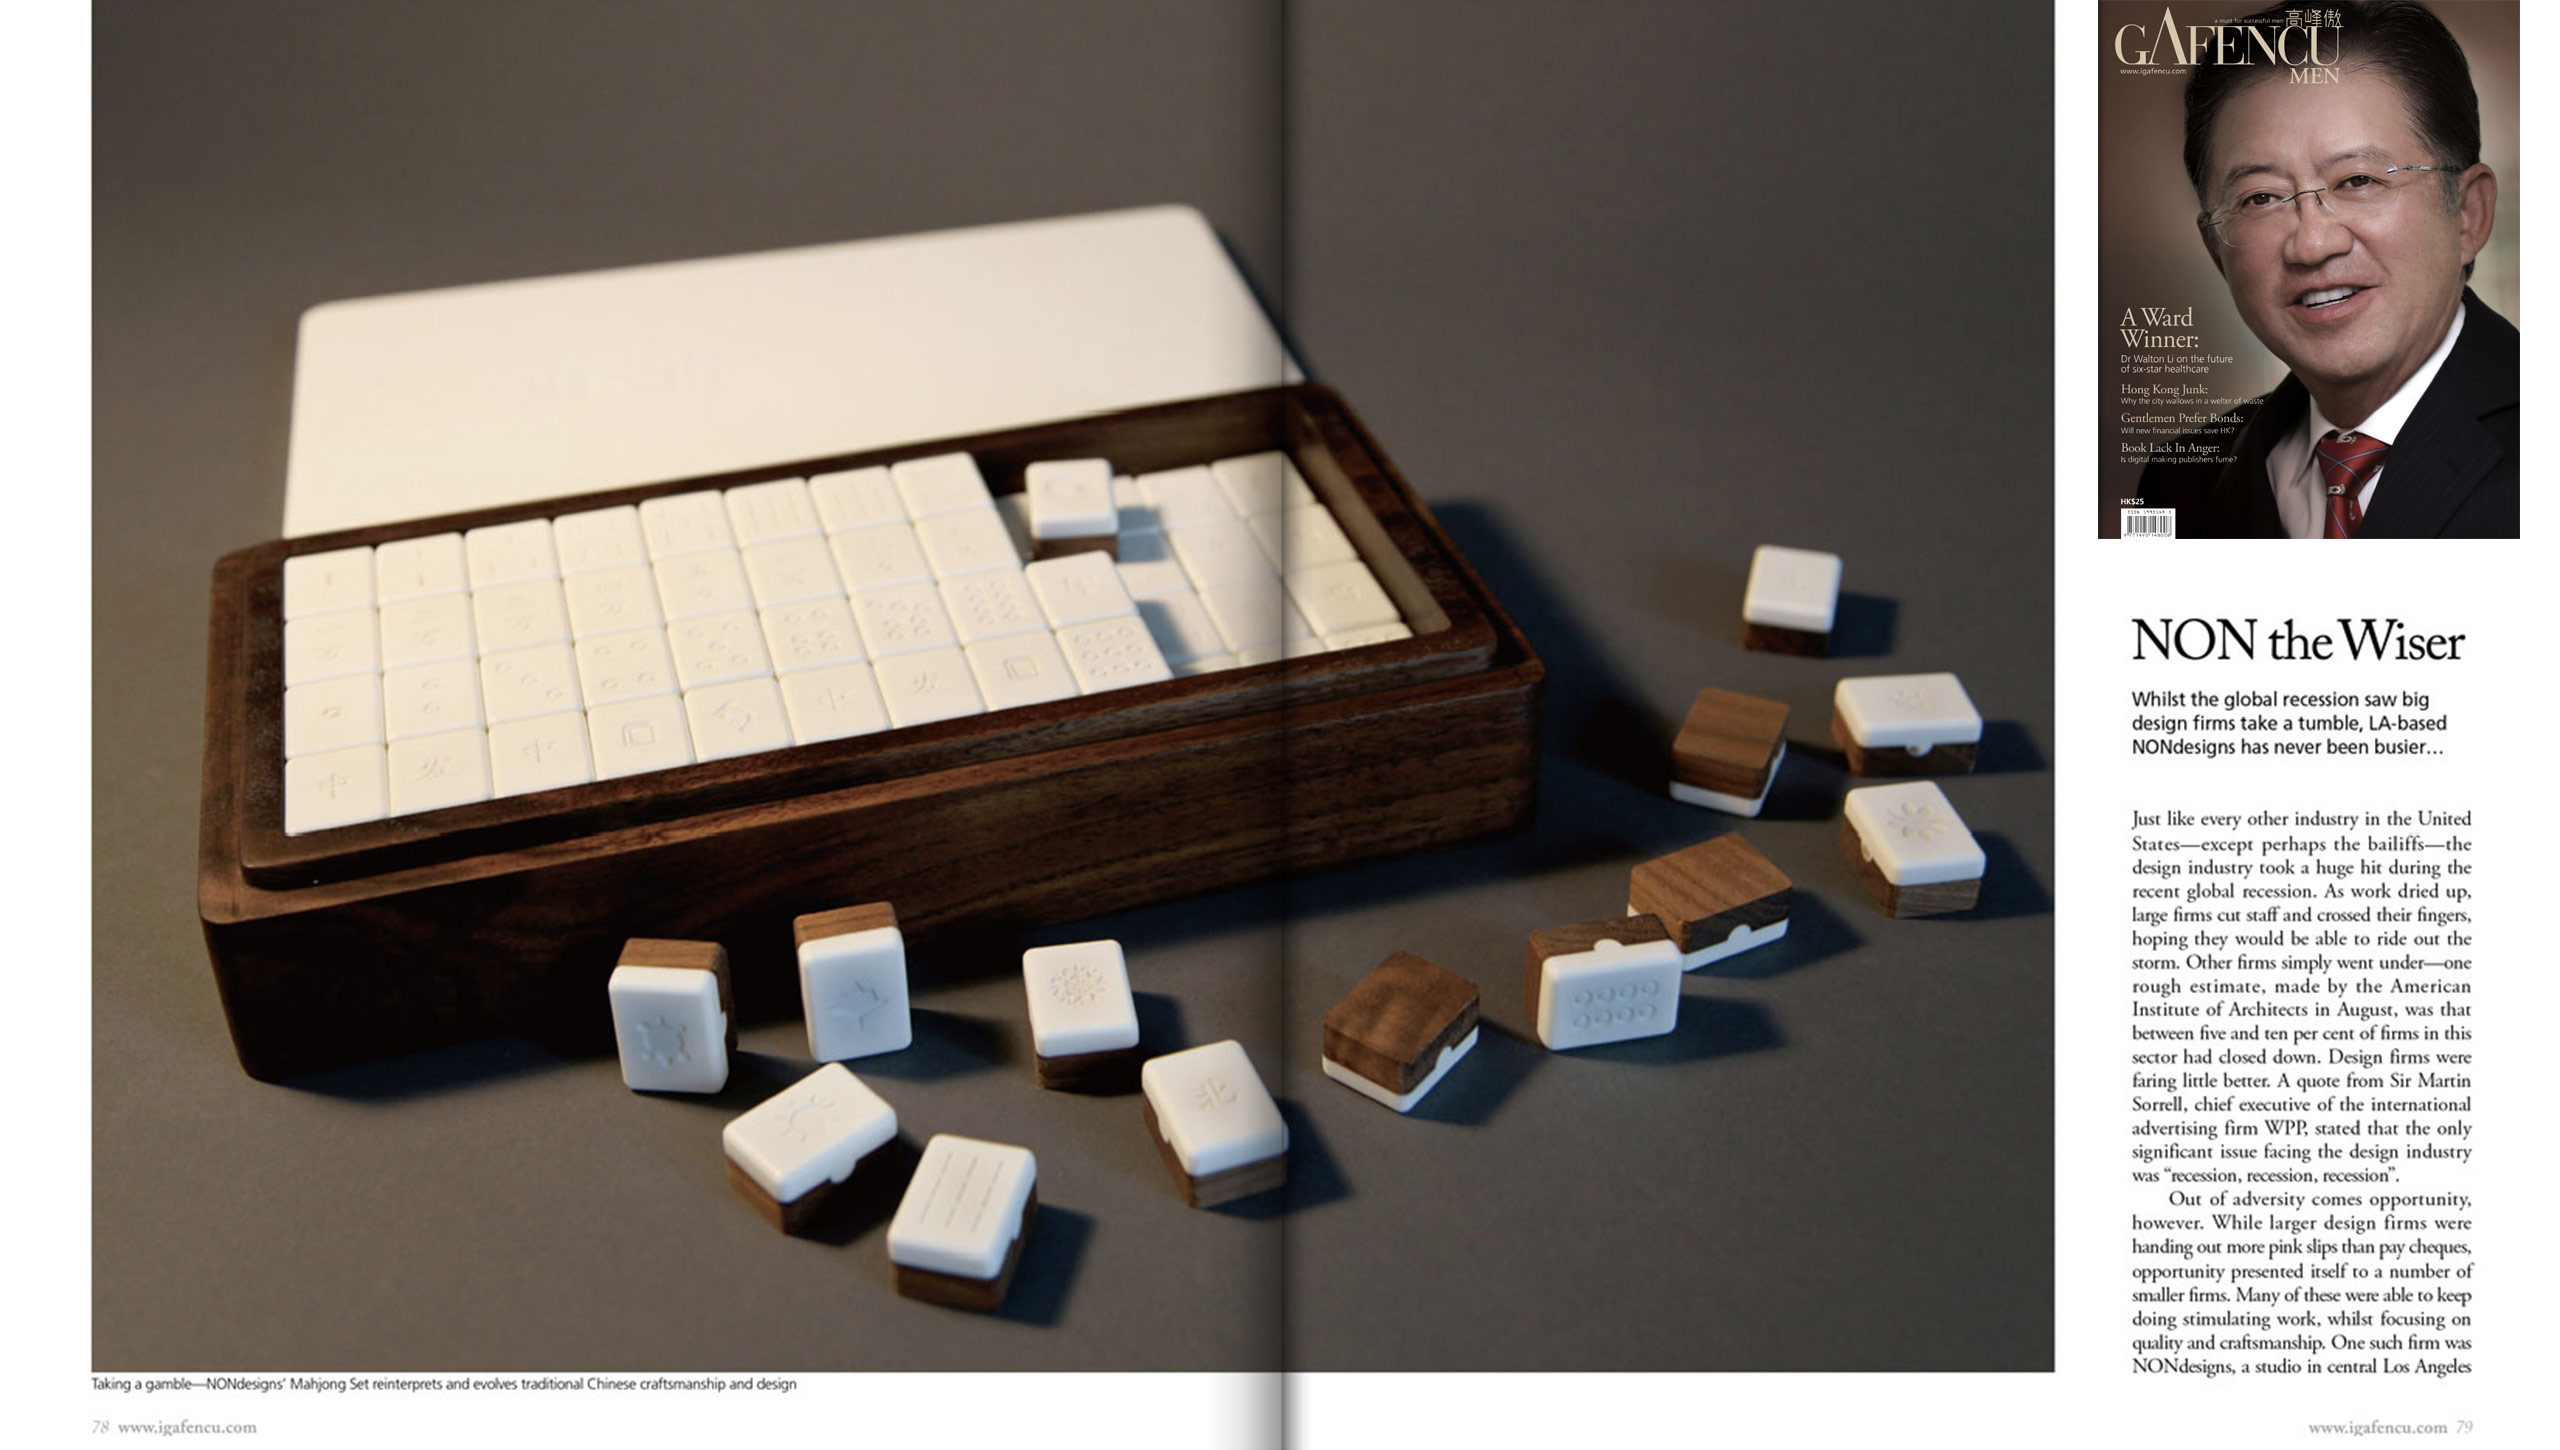 a must for successful men 高峰傲
GAFENCU
MEN
www.igafencu.com
A Ward
Winner:
Dr Walton Li on the future
of six-star healthcare
Hong Kong Junk:
Why the city wallows in a welter of waste
Gentlemen Prefer Bonds:
Will new financial issues save HK?
Book Lack In Anger:
Is digital making publishers fume?
HK$25
NON the Wiser
Whilst the global recession saw big
design firms take a tumble, LA-based
NONdesigns has never been busier…
Just like every other industry in the United
States—except perhaps the bailiffs—the
design industry took a huge hit during the
recent global recession. As work dried up,
large firms cut staff and crossed their fingers,
hoping they would be able to ride out the
storm. Other firms simply went under—one
rough estimate, made by the American
Institute of Architects in August, was that
between five and ten per cent of firms in this
sector had closed down. Design firms were
faring little better. A quote from Sir Martin
Sorrell, chief executive of the international
advertising firm WPP, stated that the only
significant issue facing the design industry
was “recession, recession, recession”.
Out of adversity comes opportunity,
however. While larger design firms were
handing out more pink slips than pay cheques,
opportunity presented itself to a number of
smaller firms. Many of these were able to keep
doing stimulating work, whilst focusing on
quality and craftsmanship. One such firm was
NONdesigns, a studio in central Los Angeles
中
中
北
Taking a gamble—NONdesigns’ Mahjong Set reinterprets and evolves traditional Chinese craftsmanship and design
78 www.igafencu.com
www.igafencu.com 79